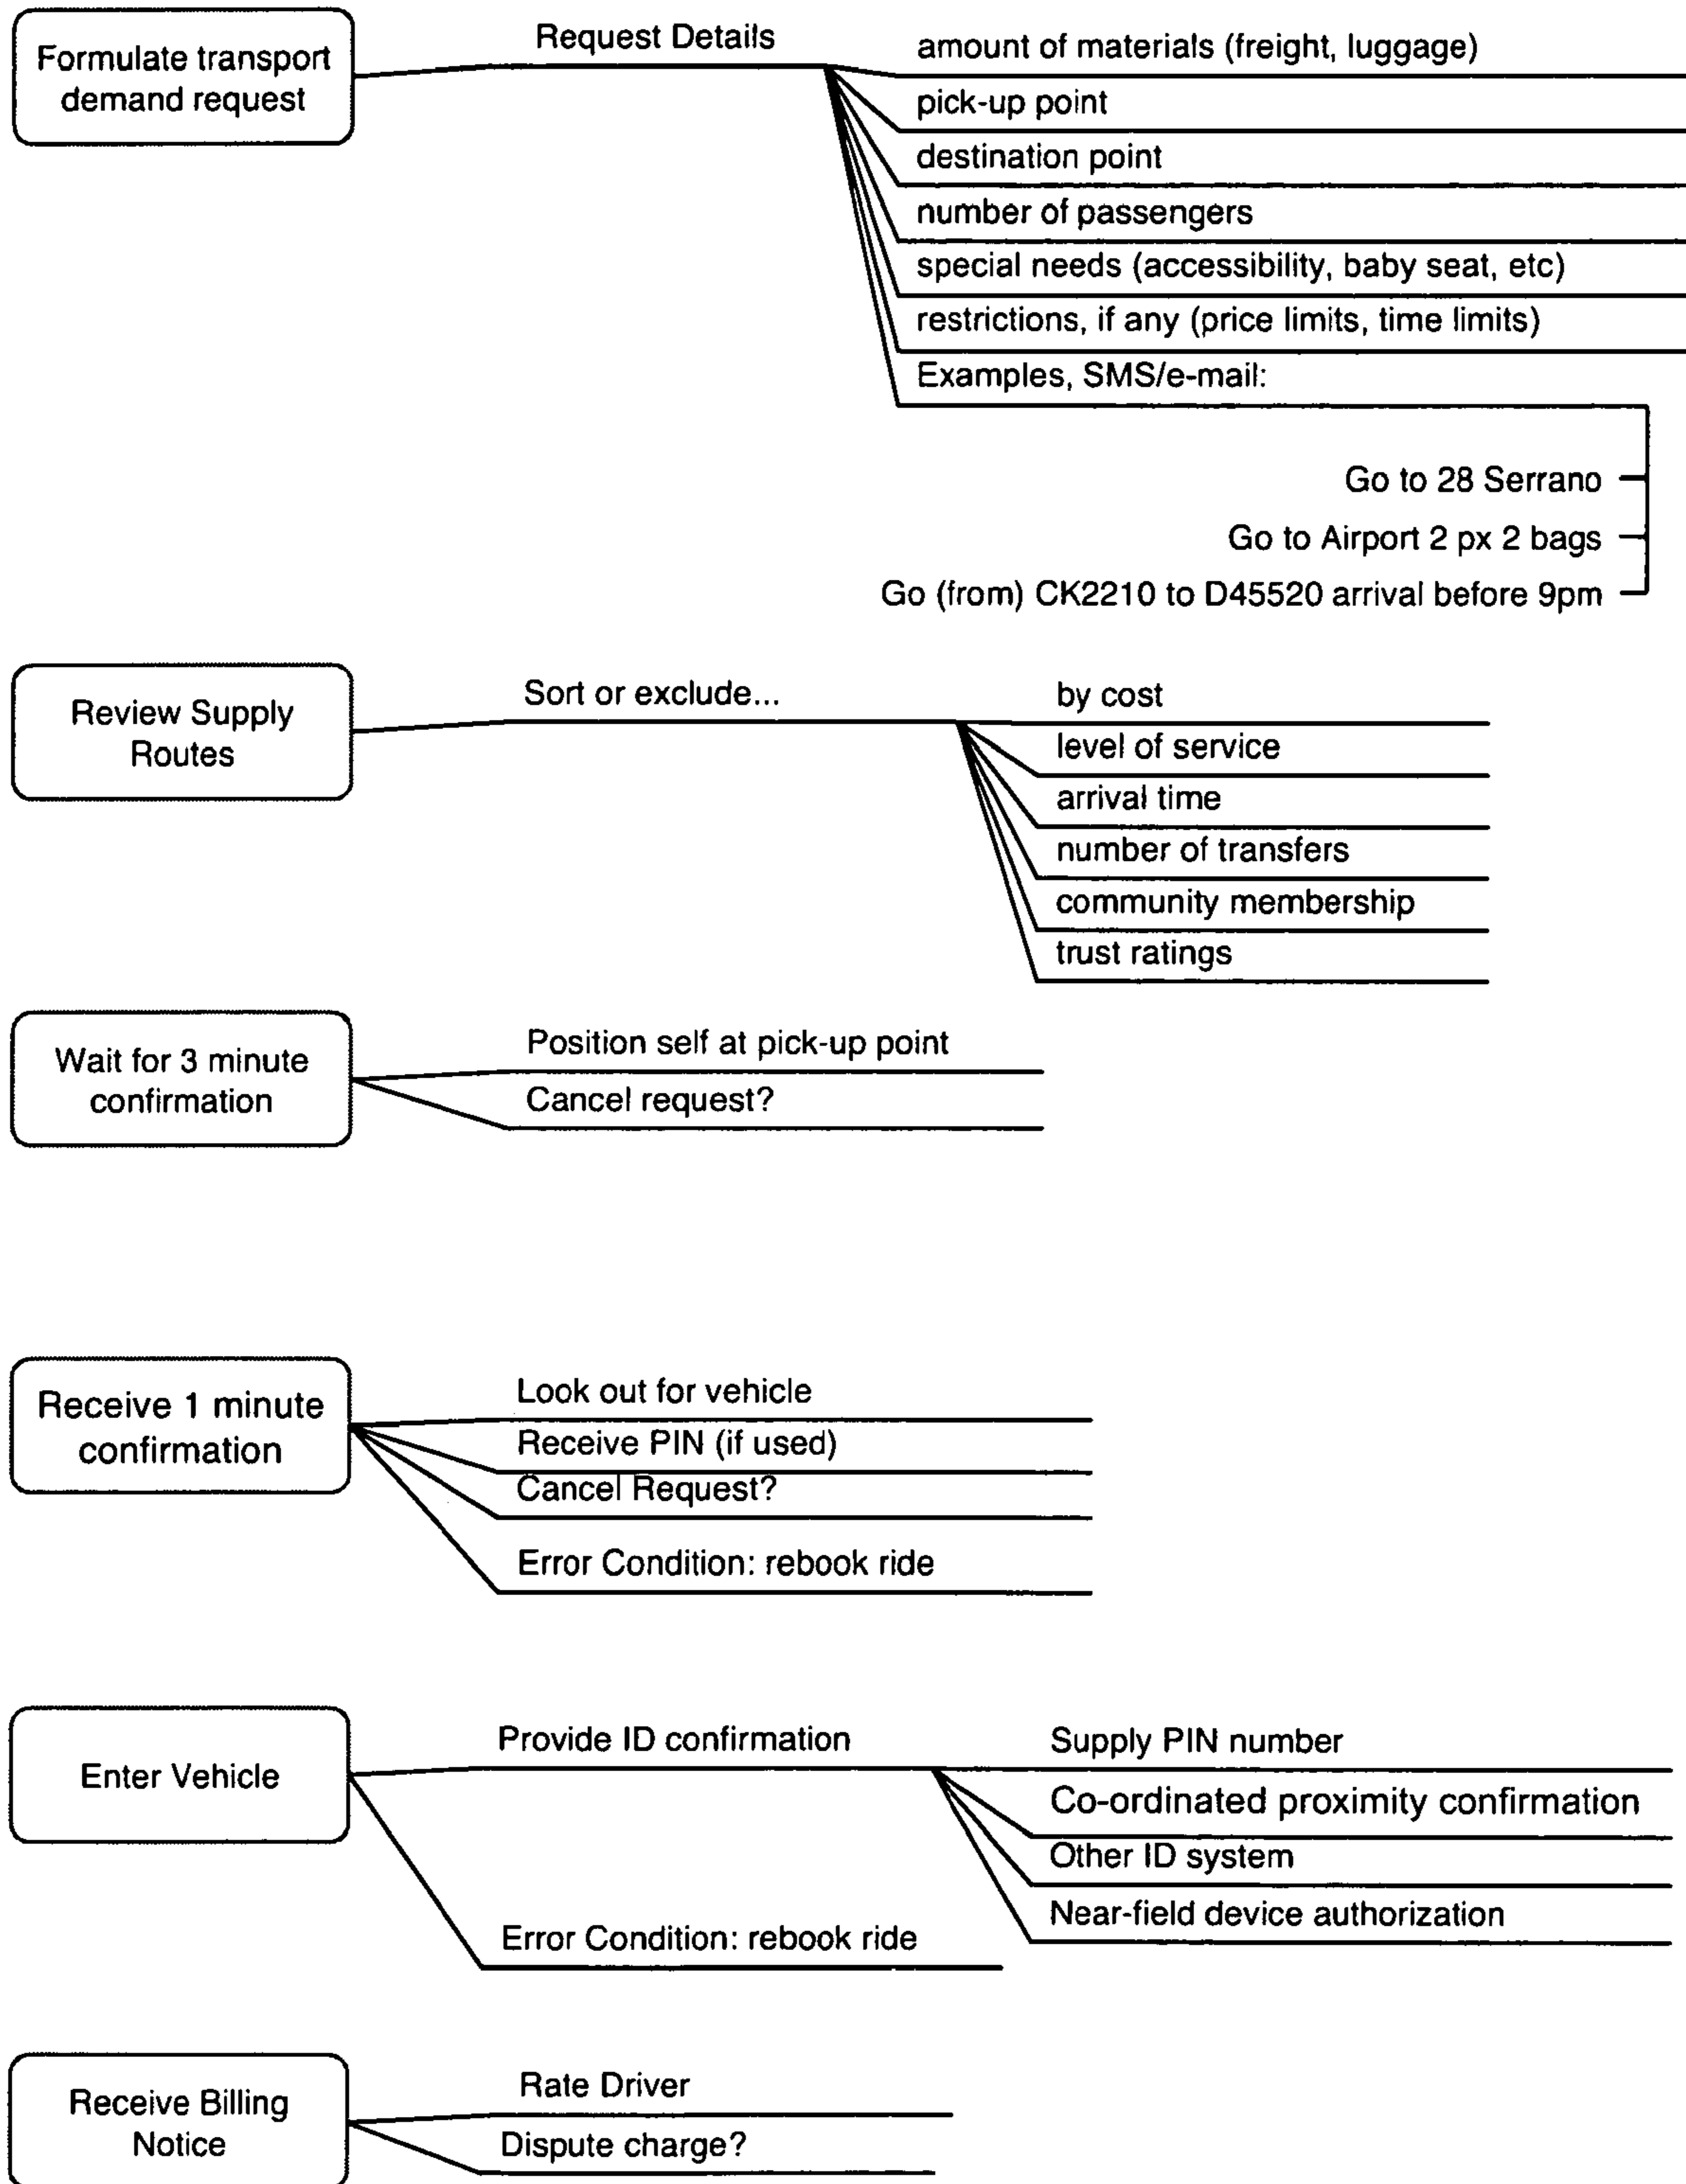 Formulate transport
demand request
Request Details
amount of materials (freight, luggage)
pick-up point
destination point
number of passengers
special needs (accessibility, baby seat, etc)
restrictions, if any (price limits, time limits)
Examples, SMS/e-mail:
Go to 28 Serrano
Go to Airport 2 px 2 bags
Go (from) CK2210 to D45520 arrival before 9pm
Review Supply
Routes
Sort or exclude...
by cost
level of service
arrival time
number of transfers
community membership
trust ratings
Wait for 3 minute
confirmation
Position self at pick-up point
Cancel request?
Receive 1 minute
confirmation
Look out for vehicle
Receive PIN (if used)
Cancel Request?
Error Condition: rebook ride
Enter Vehicle
Provide ID confirmation
Supply PIN number
Co-ordinated proximity confirmation
Other ID system
Near-field device authorization
Error Condition: rebook ride
Receive Billing
Notice
Rate Driver
Dispute charge?